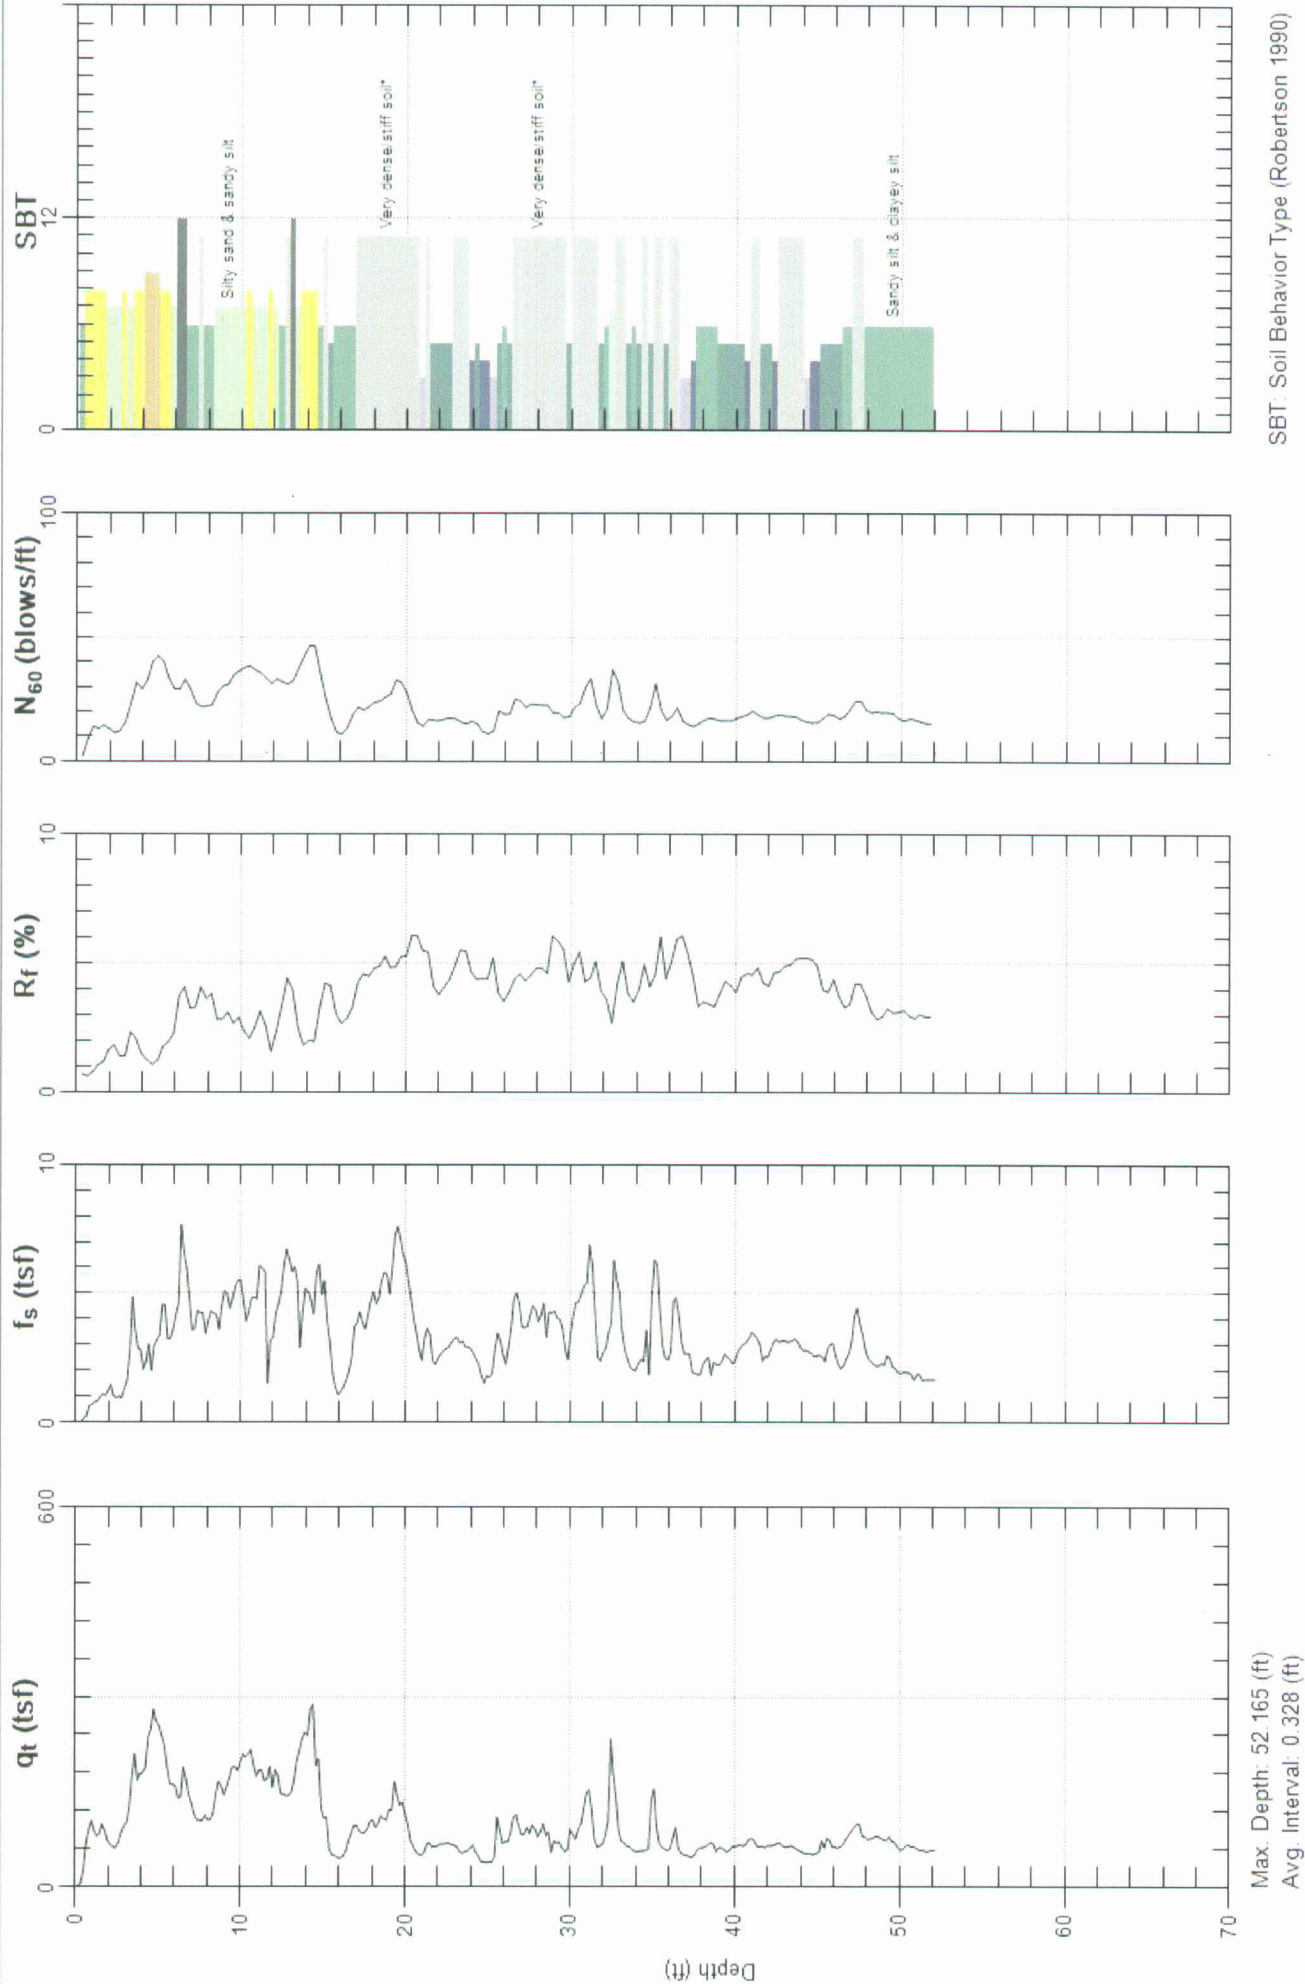 qt (tsf)
0
600
fs (tsf)
0
10
Rf (%)
0
10
N60 (blows/ft)
0
100
SBT
0
12
Depth (ft)
0
10
20
30
40
50
60
70
Silty sand & sandy silt
Very dense/stiff soil*
Very dense/stiff soil*
Sandy silt & clayey silt
Max. Depth: 52.165 (ft)
Avg. Interval: 0.328 (ft)
SBT: Soil Behavior Type (Robertson 1990)